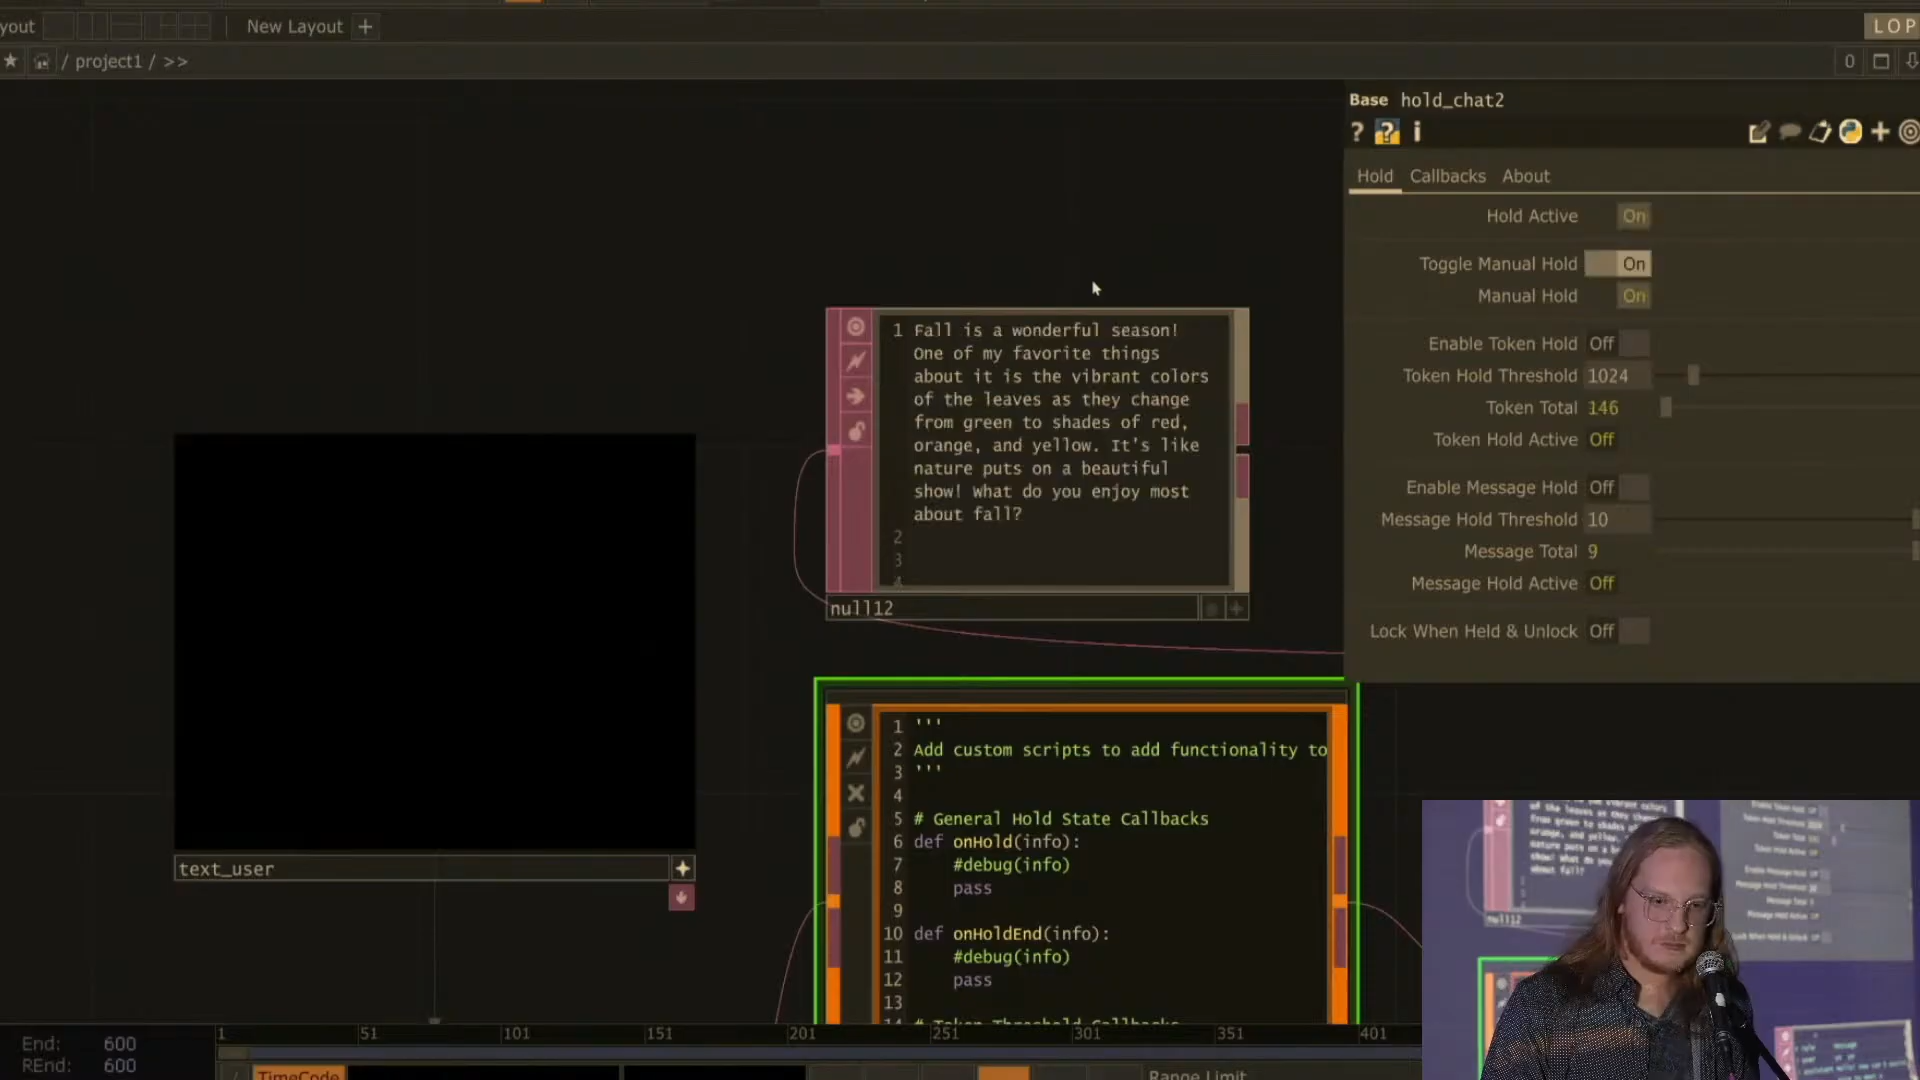 yout
New Layout +
LOP
/ project1 / >>
0
Base hold_chat2
? ? i
Hold Callbacks About
Hold Active On
Toggle Manual Hold On
Manual Hold On
Enable Token Hold Off
Token Hold Threshold 1024
Token Total 146
Token Hold Active Off
Enable Message Hold Off
Message Hold Threshold 10
Message Total 9
Message Hold Active Off
Lock When Held & Unlock Off
1 Fall is a wonderful season!
One of my favorite things
about it is the vibrant colors
of the leaves as they change
from green to shades of red,
orange, and yellow. It's like
nature puts on a beautiful
show! What do you enjoy most
about fall?
2
3
4
null12
text_user
1 '''
2 Add custom scripts to add functionality to
3 '''
4
5 # General Hold State Callbacks
6 def onHold(info):
7 #debug(info)
8 pass
9
10 def onHoldEnd(info):
11 #debug(info)
12 pass
13
14 # Token Threshold Callbacks
1 51 101 151 201 251 301 351 401
End: 600
REnd: 600
TimeCode
Range Limit
null12